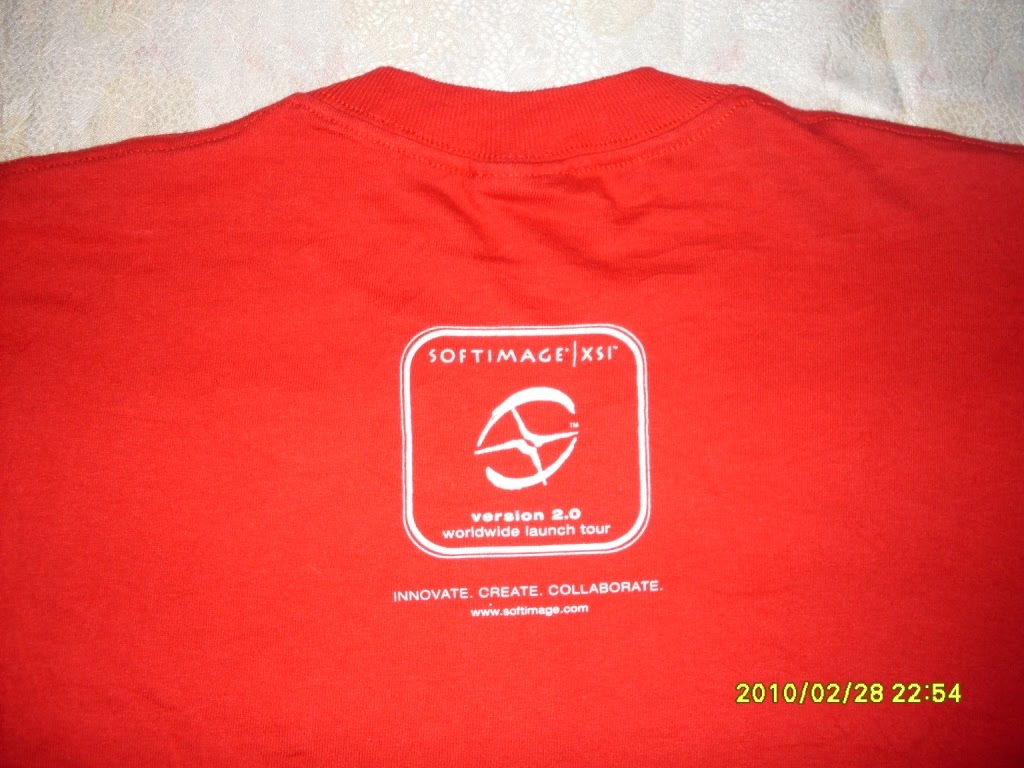 SOFTIMAGE®|XSI™
TM
version 2.0
worldwide launch tour
INNOVATE. CREATE. COLLABORATE.
www.softimage.com
2010/02/28 22:54